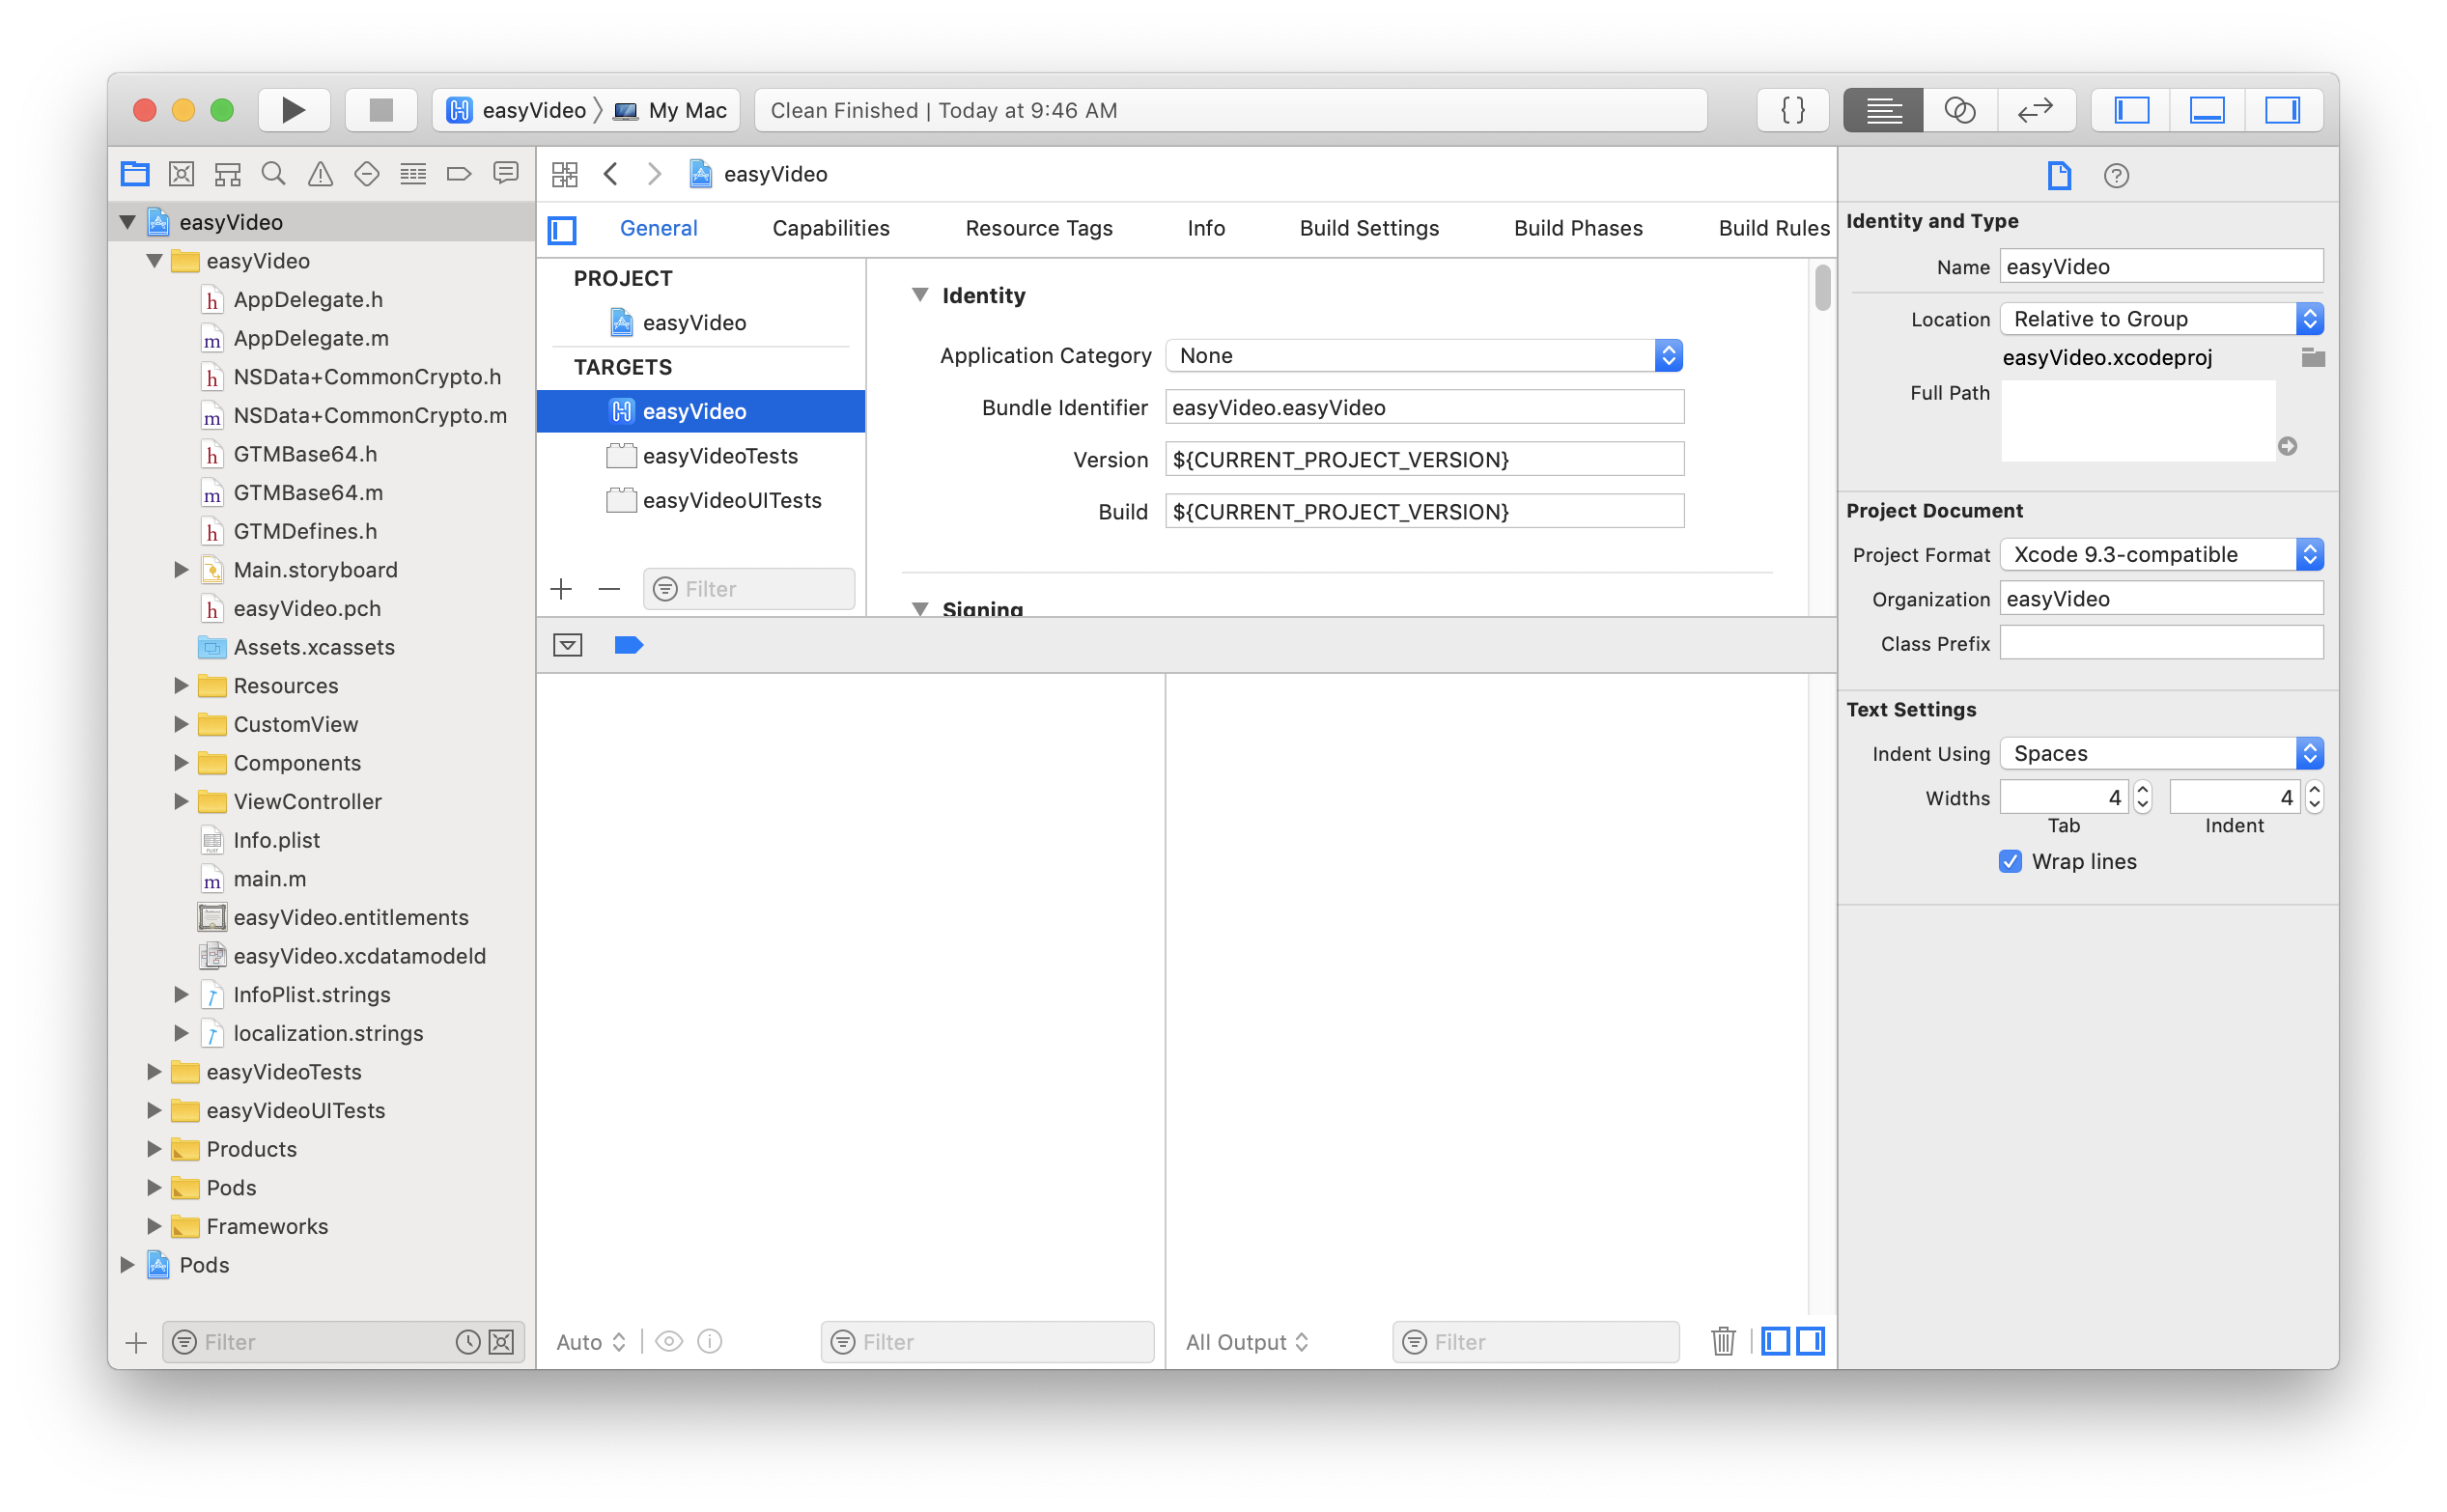 easyVideo 〉 My Mac
Clean Finished | Today at 9:46 AM
{ }
easyVideo
easyVideo
AppDelegate.h
AppDelegate.m
NSData+CommonCrypto.h
NSData+CommonCrypto.m
GTMBase64.h
GTMBase64.m
GTMDefines.h
Main.storyboard
easyVideo.pch
Assets.xcassets
Resources
CustomView
Components
ViewController
Info.plist
main.m
easyVideo.entitlements
easyVideo.xcdatamodeld
InfoPlist.strings
localization.strings
easyVideoTests
easyVideoUITests
Products
Pods
Frameworks
Pods
Filter
easyVideo
General Capabilities Resource Tags Info Build Settings Build Phases Build Rules
PROJECT
easyVideo
TARGETS
easyVideo
easyVideoTests
easyVideoUITests
Filter
Identity
Application Category None
Bundle Identifier easyVideo.easyVideo
Version ${CURRENT_PROJECT_VERSION}
Build ${CURRENT_PROJECT_VERSION}
Signing
Auto
Filter
All Output
Filter
Identity and Type
Name easyVideo
Location Relative to Group
easyVideo.xcodeproj
Full Path
Project Document
Project Format Xcode 9.3-compatible
Organization easyVideo
Class Prefix
Text Settings
Indent Using Spaces
Widths 4 4
Tab Indent
Wrap lines